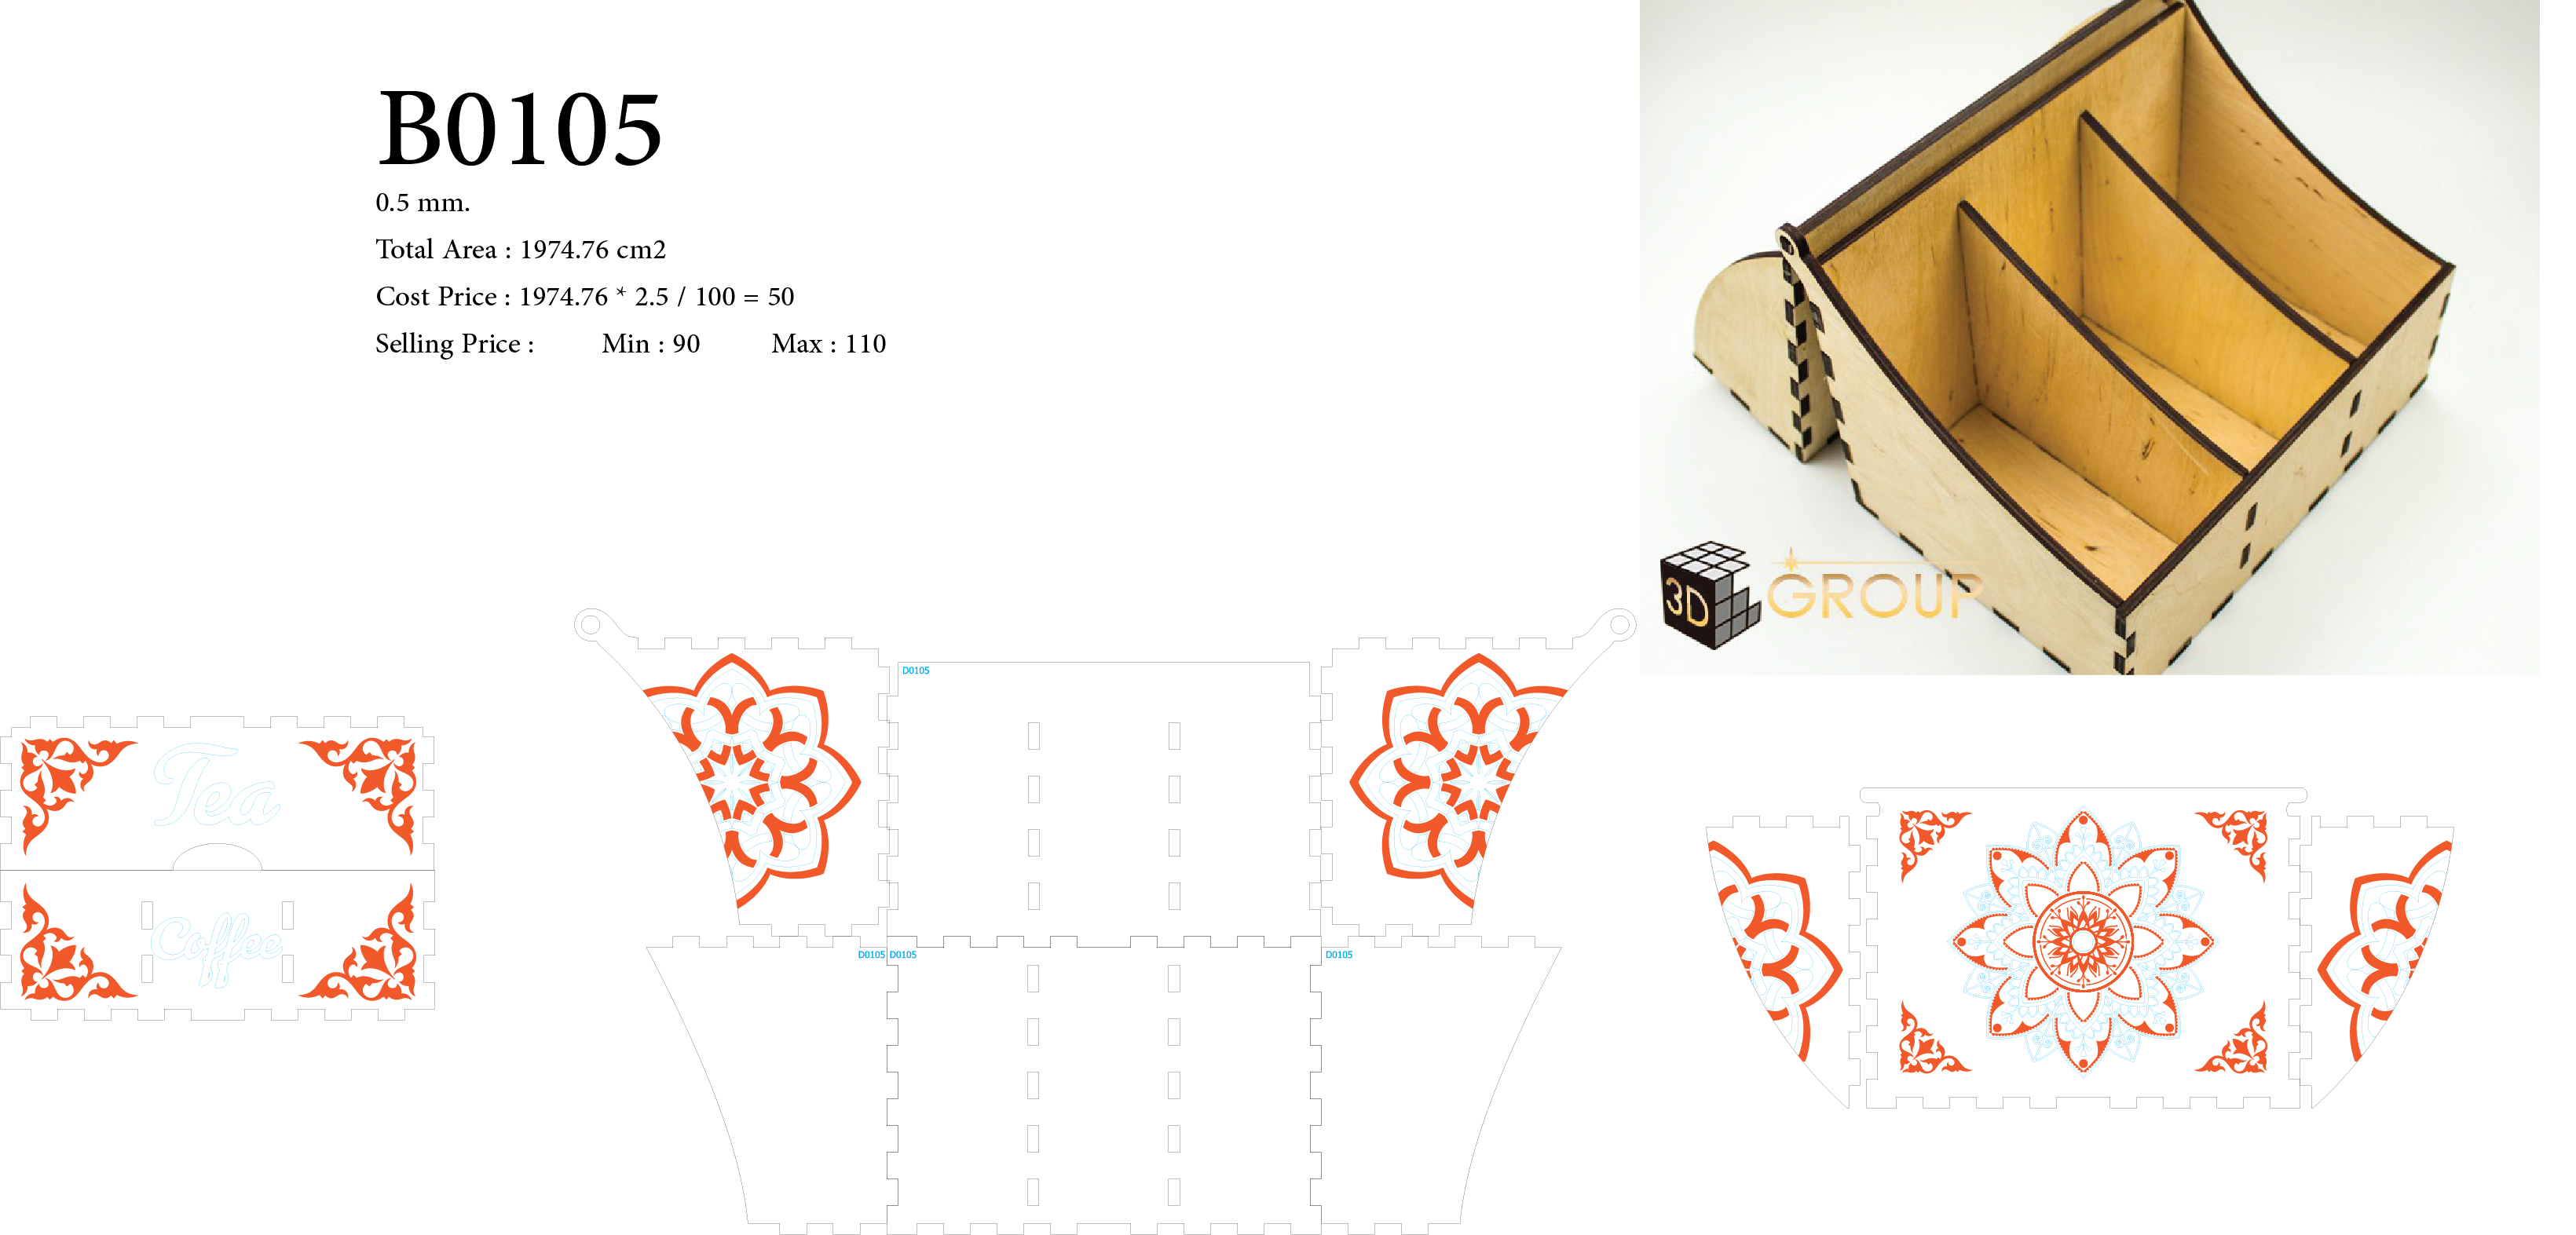 B0105
0.5 mm.
Total Area : 1974.76 cm2
Cost Price : 1974.76 * 2.5 / 100 = 50
Selling Price : Min : 90 Max : 110
3D GROUP
D0105
Tea
Coffee
D0105 D0105 D0105